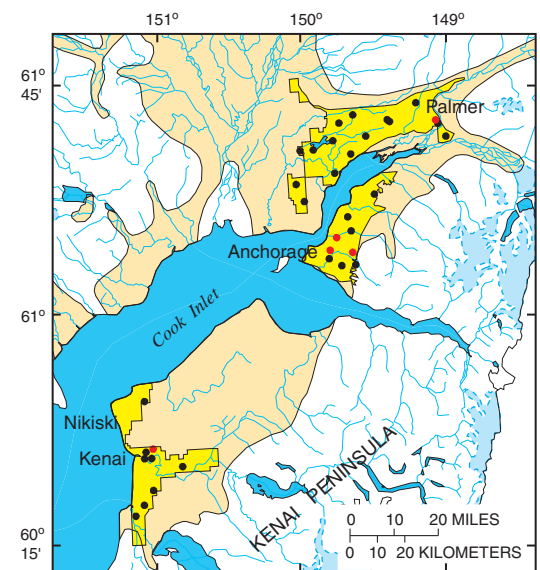 151° 150° 149°
61°
45'
Palmer
Anchorage
Cook Inlet
61°
Nikiski
Kenai
KENAI PENINSULA
0 10 20 MILES
0 10 20 KILOMETERS
60°
15'